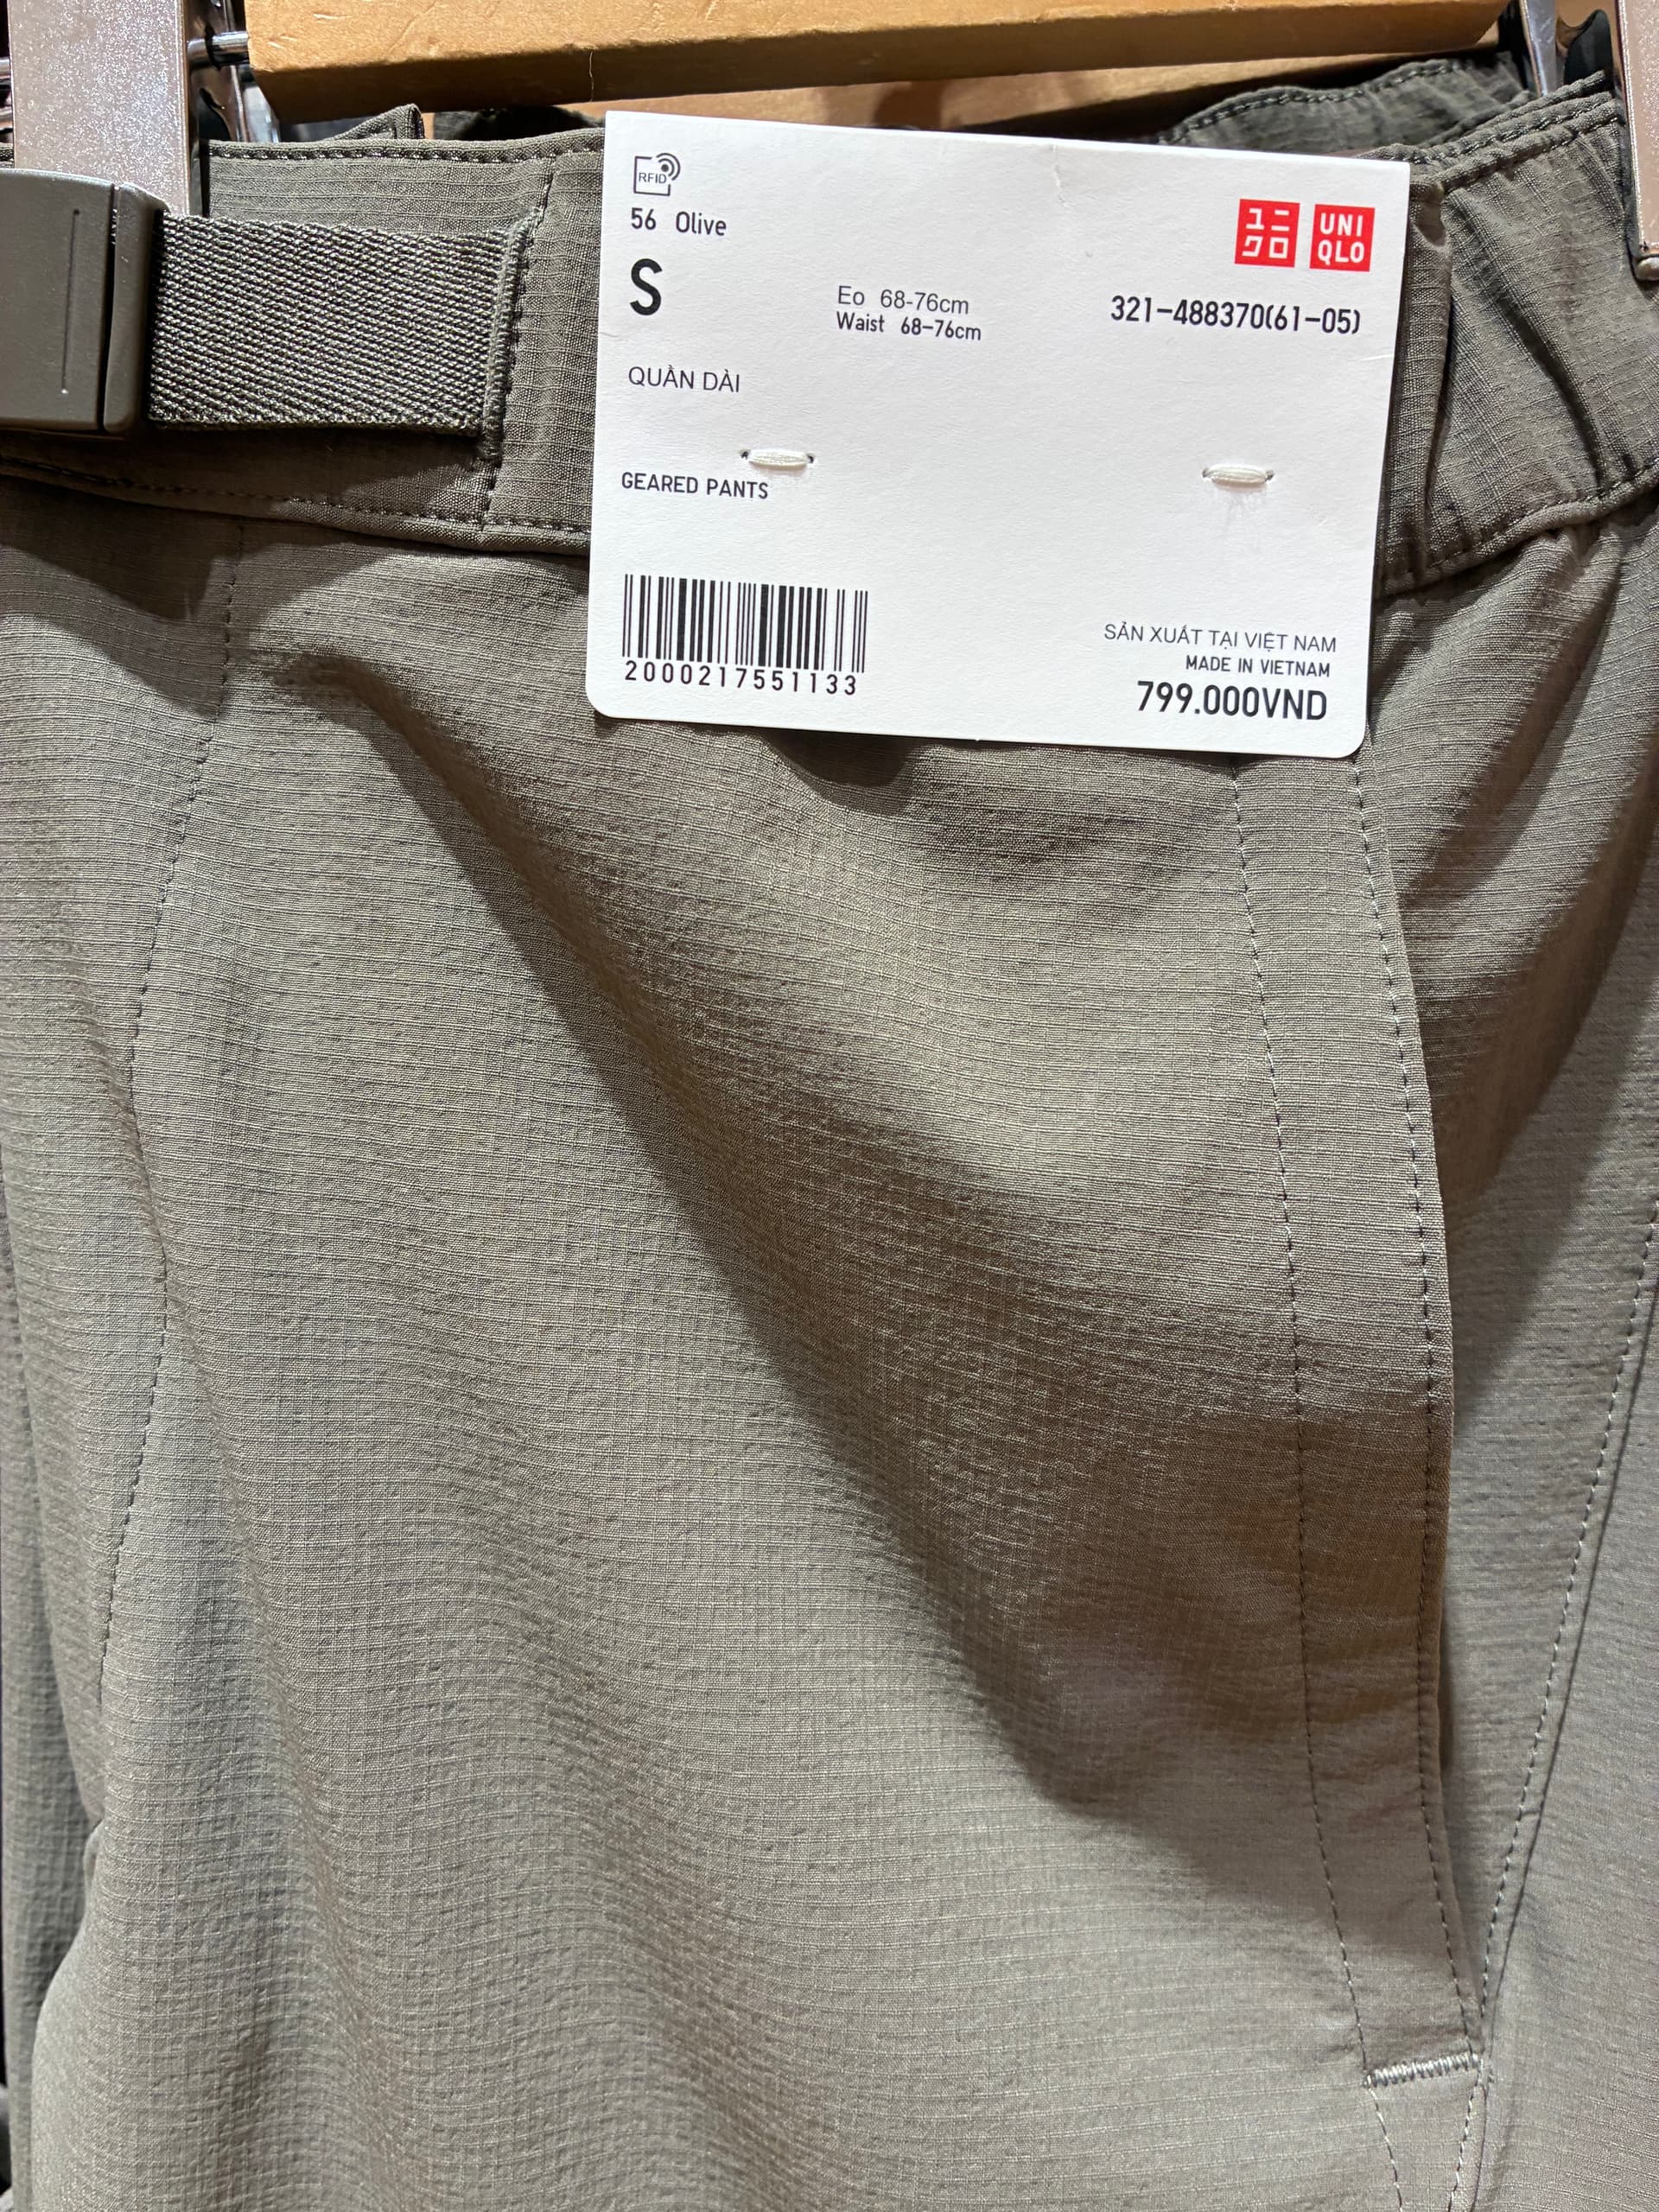 RFID
56 Olive
ユニ
クロ
UNI
QLO
S
Eo 68-76cm
Waist 68-76cm
321-488370(61-05)
QUẦN DÀI
GEARED PANTS
2000217551133
SẢN XUẤT TẠI VIỆT NAM
MADE IN VIETNAM
799.000VND